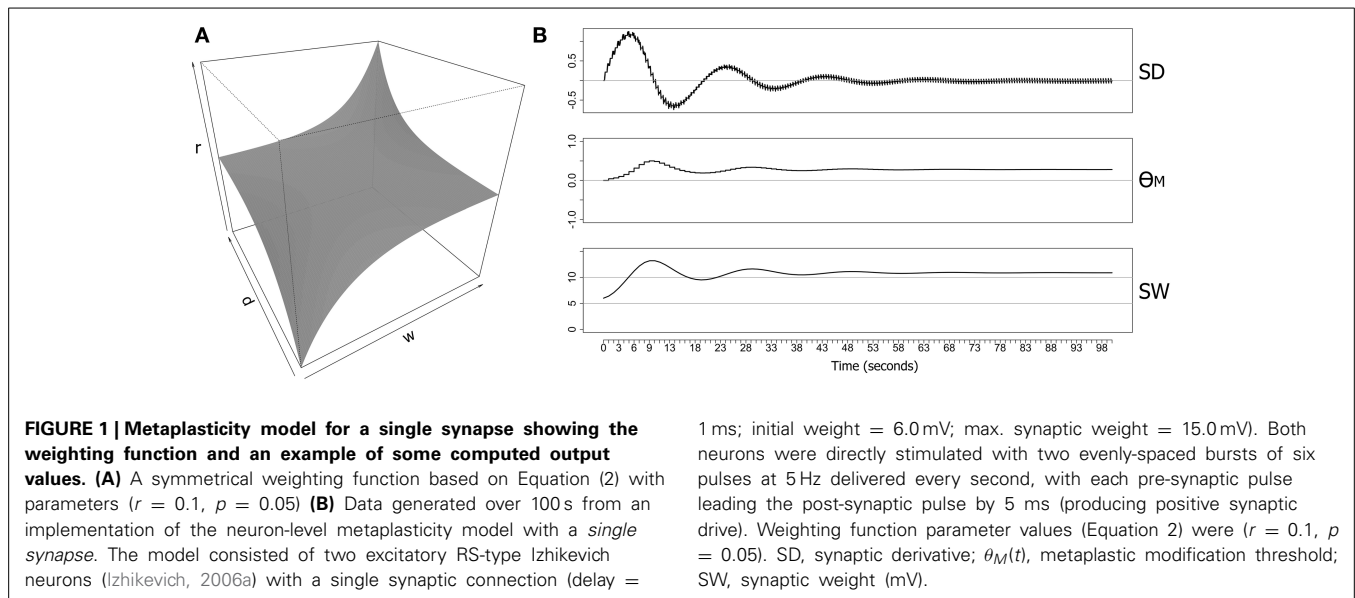 A
r
d
w
B
0.5
-0.5
SD
1.0
0.0
-1.0
ΘM
10
5
0
SW
0 3 6 9 13 18 23 28 33 38 43 48 53 58 63 68 73 78 83 88 93 98
Time (seconds)
FIGURE 1 | Metaplasticity model for a single synapse showing the
weighting function and an example of some computed output
values. (A) A symmetrical weighting function based on Equation (2) with
parameters (r = 0.1, p = 0.05) (B) Data generated over 100 s from an
implementation of the neuron-level metaplasticity model with a single
synapse. The model consisted of two excitatory RS-type Izhikevich
neurons (Izhikevich, 2006a) with a single synaptic connection (delay =
1 ms; initial weight = 6.0 mV; max. synaptic weight = 15.0 mV). Both
neurons were directly stimulated with two evenly-spaced bursts of six
pulses at 5 Hz delivered every second, with each pre-synaptic pulse
leading the post-synaptic pulse by 5 ms (producing positive synaptic
drive). Weighting function parameter values (Equation 2) were (r = 0.1, p
= 0.05). SD, synaptic derivative; θM(t), metaplastic modification threshold;
SW, synaptic weight (mV).